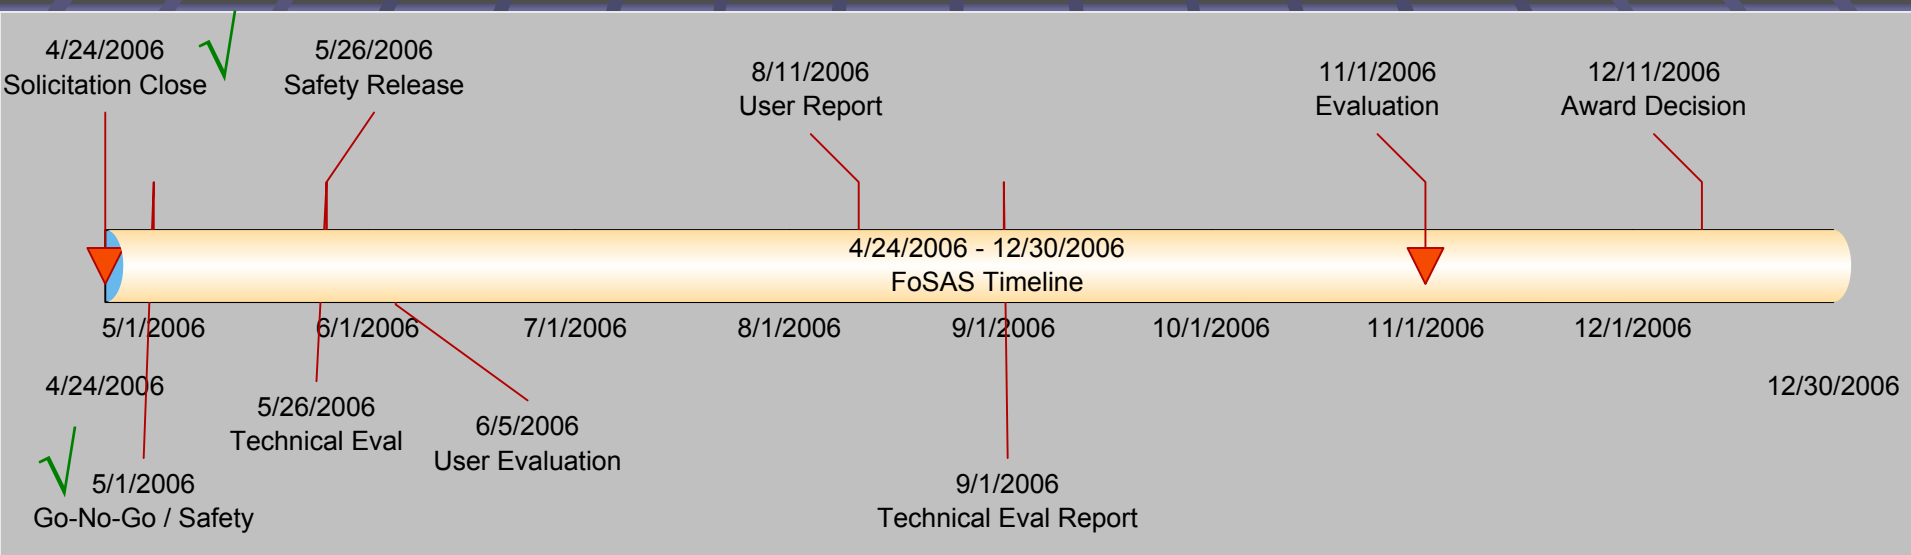 4/24/2006
Solicitation Close
5/26/2006
Safety Release
8/11/2006
User Report
11/1/2006
Evaluation
12/11/2006
Award Decision
4/24/2006 - 12/30/2006
FoSAS Timeline
5/1/2006
6/1/2006
7/1/2006
8/1/2006
9/1/2006
10/1/2006
11/1/2006
12/1/2006
4/24/2006
12/30/2006
5/26/2006
Technical Eval
6/5/2006
User Evaluation
5/1/2006
Go-No-Go / Safety
9/1/2006
Technical Eval Report